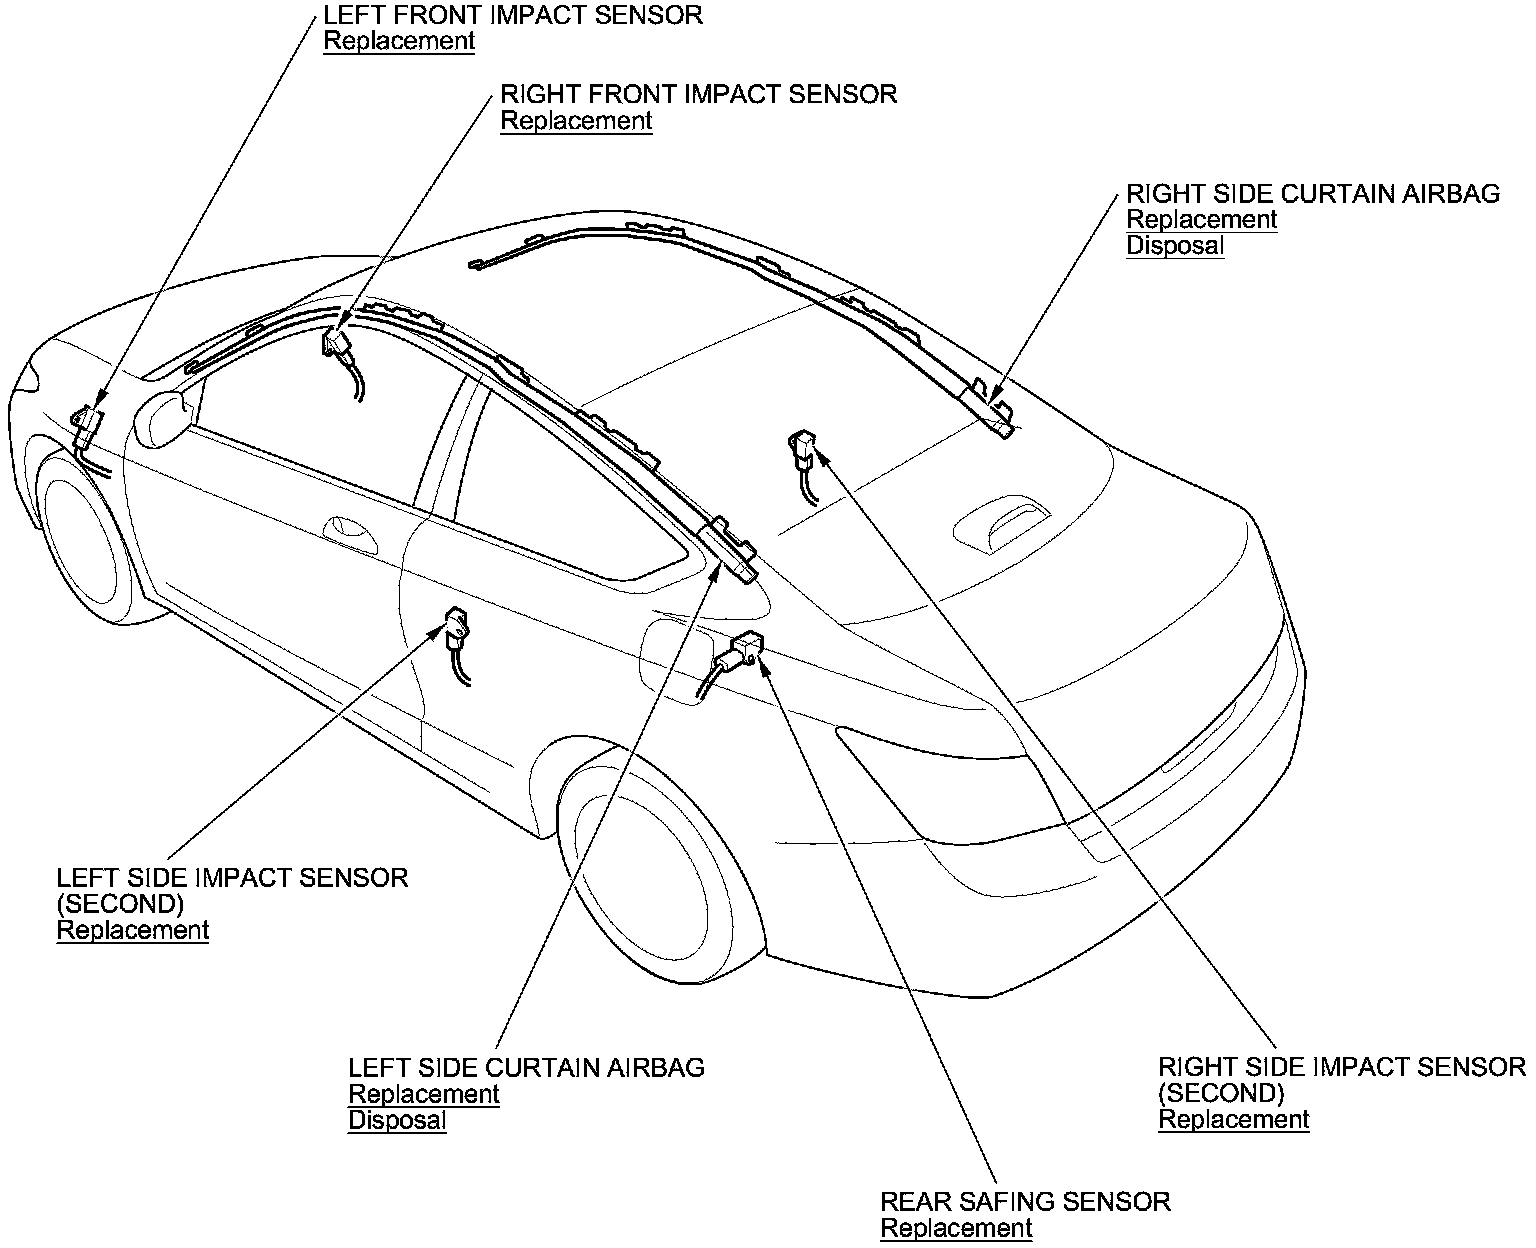 LEFT FRONT IMPACT SENSOR
Replacement
RIGHT FRONT IMPACT SENSOR
Replacement
RIGHT SIDE CURTAIN AIRBAG
Replacement
Disposal
LEFT SIDE IMPACT SENSOR
(SECOND)
Replacement
LEFT SIDE CURTAIN AIRBAG
Replacement
Disposal
RIGHT SIDE IMPACT SENSOR
(SECOND)
Replacement
REAR SAFING SENSOR
Replacement